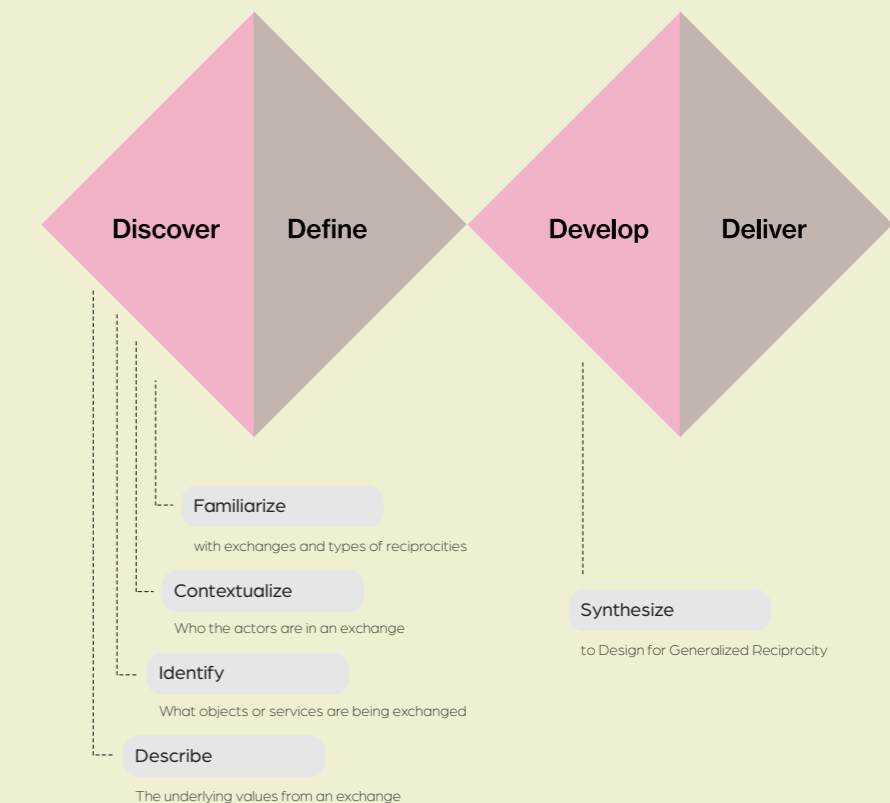 Discover
Define
Develop
Deliver
Familiarize
with exchanges and types of reciprocities
Contextualize
Who the actors are in an exchange
Identify
What objects or services are being exchanged
Describe
The underlying values from an exchange
Synthesize
to Design for Generalized Reciprocity